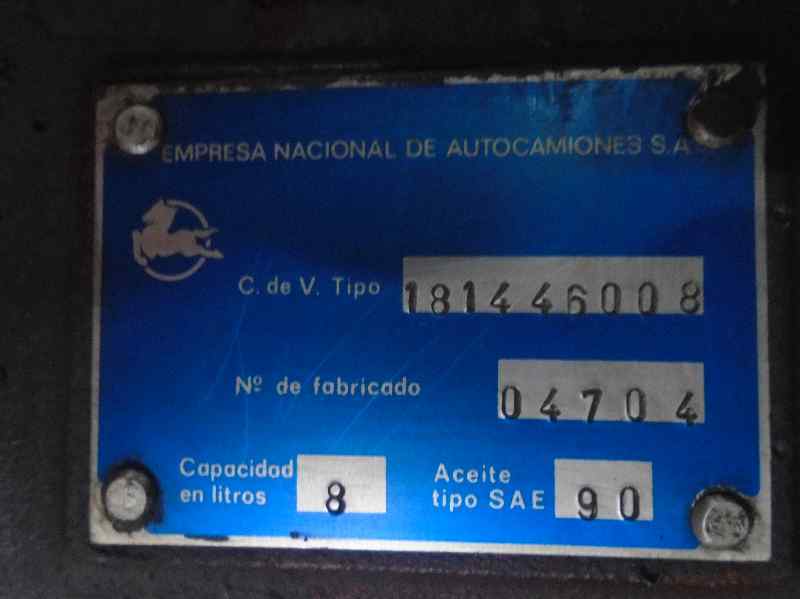 EMPRESA NACIONAL DE AUTOCAMIONES S.A
C. de V. Tipo 181446008
Nº de fabricado 04704
Capacidad en litros 8
Aceite tipo SAE 90